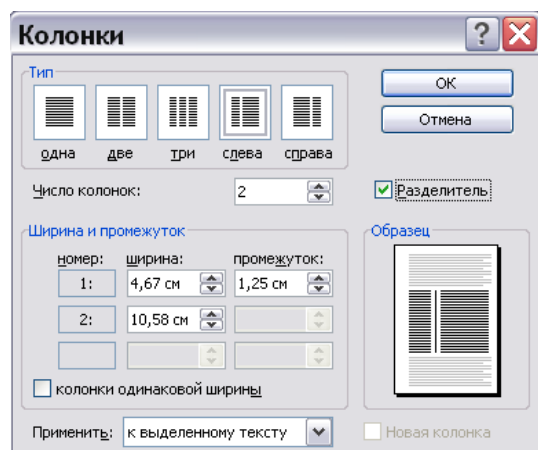 Колонки
Тип
одна две три слева справа
ОК
Отмена
Число колонок: 2
Разделитель
Ширина и промежуток
номер: ширина: промежуток:
1: 4,67 см 1,25 см
2: 10,58 см
колонки одинаковой ширины
Образец
Применить: к выделенному тексту
Новая колонка